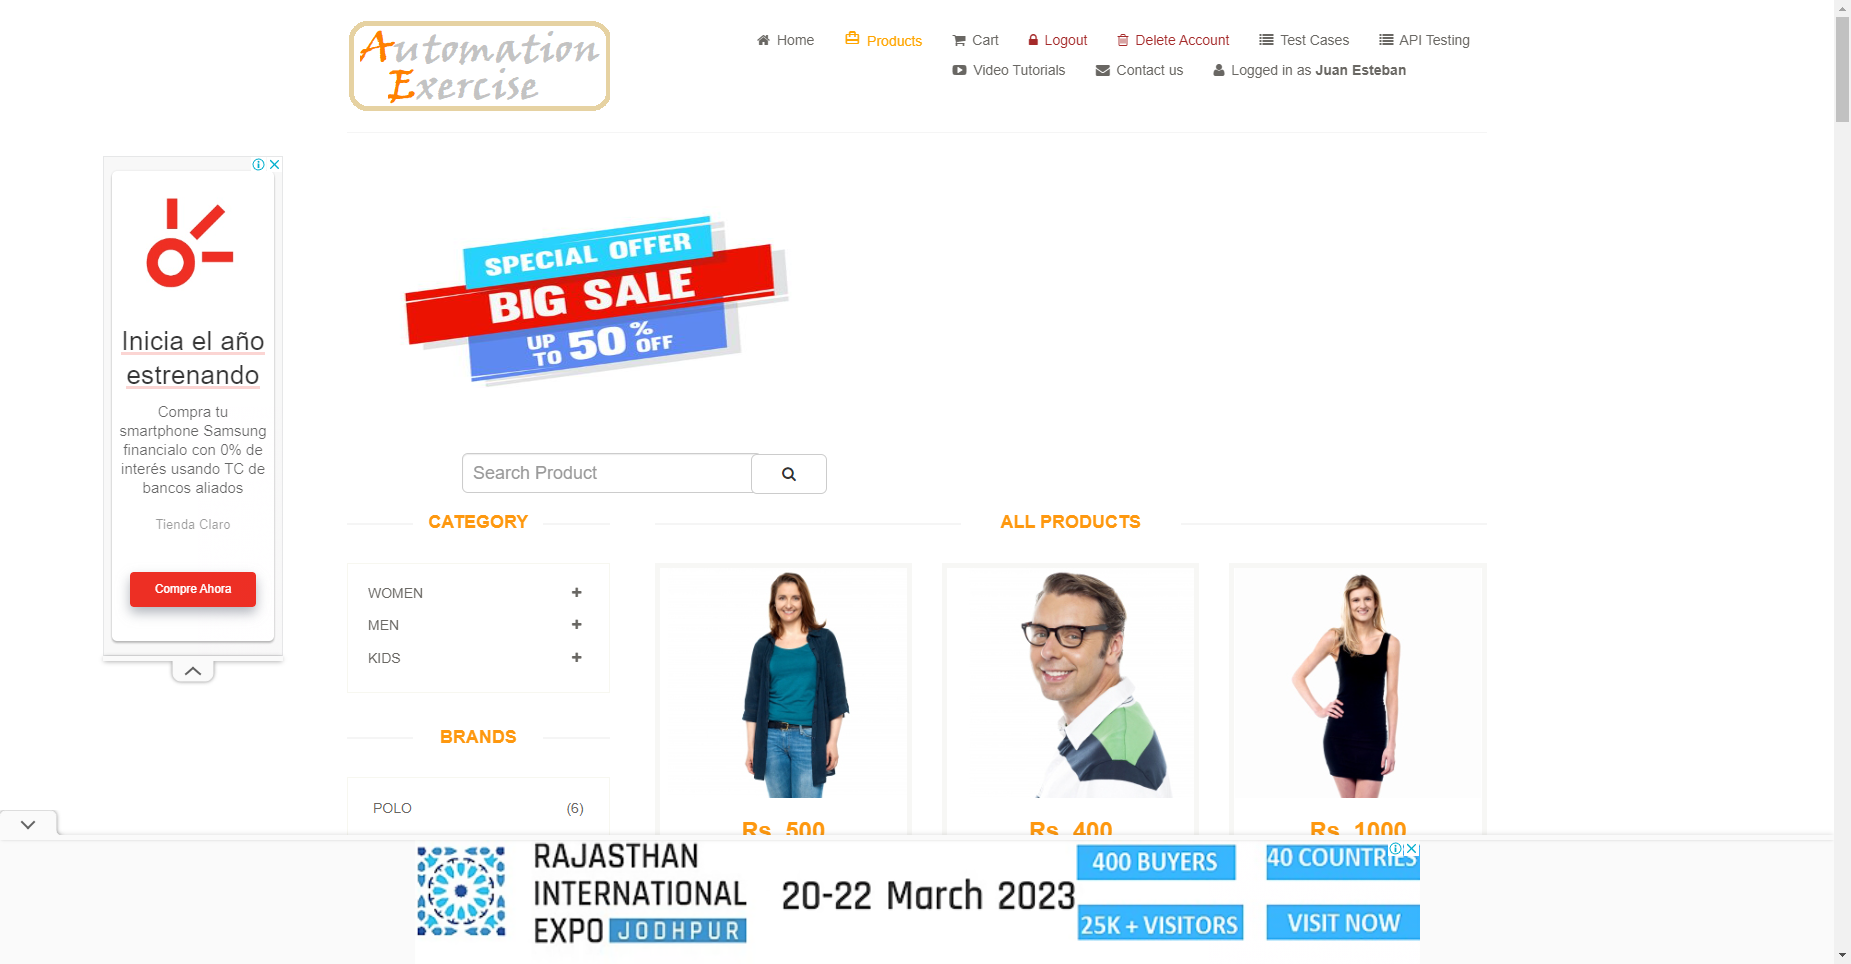 Automation
Exercise
Home
Products
Cart
Logout
Delete Account
Test Cases
API Testing
Video Tutorials
Contact us
Logged in as Juan Esteban
Inicia el año
estrenando
Compra tu
smartphone Samsung
financialo con 0% de
interés usando TC de
bancos aliados
Tienda Claro
Compre Ahora
SPECIAL OFFER
BIG SALE
UP TO 50% OFF
Search Product
CATEGORY
WOMEN
MEN
KIDS
BRANDS
POLO (6)
ALL PRODUCTS
Rs. 500
Rs. 400
Rs. 1000
RAJASTHAN
INTERNATIONAL
EXPO JODHPUR
20-22 March 2023
400 BUYERS
40 COUNTRIES
25K + VISITORS
VISIT NOW